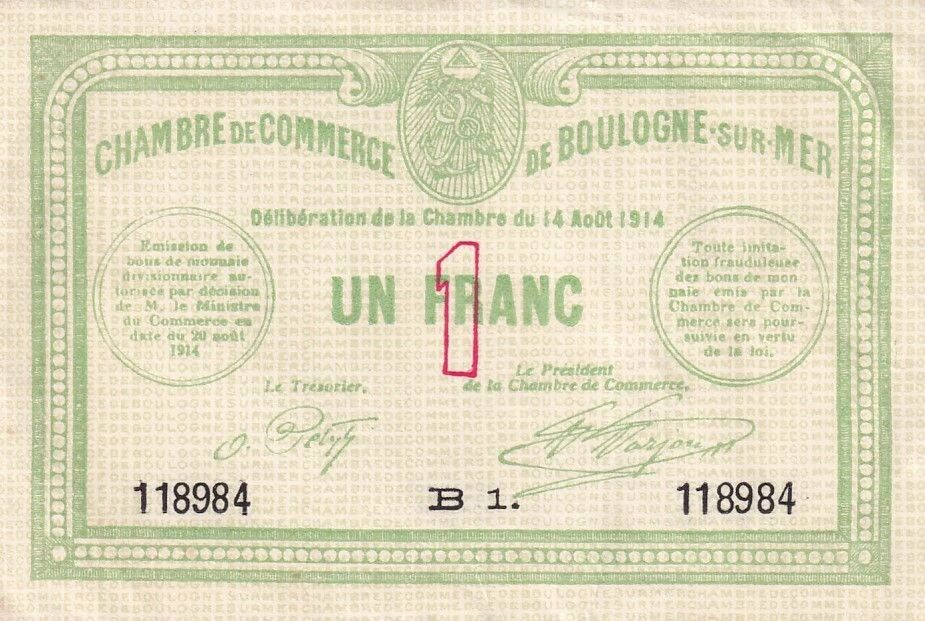 CHAMBRE DE COMMERCE DE BOULOGNE-SUR-MER
Délibération de la Chambre du 14 Août 1914
Emission de
bons de monnaie
divisionnaire au-
torisée par décision
de M. le Ministre
du Commerce en
date du 20 août
1914
UN FRANC
1
Toute imita-
tion frauduleuse
des bons de mon-
naie émis par la
Chambre de Com-
merce sera pour-
suivie en vertu
de la loi.
Le Trésorier,
Le Président
de la Chambre de Commerce,
118984
B 1.
118984